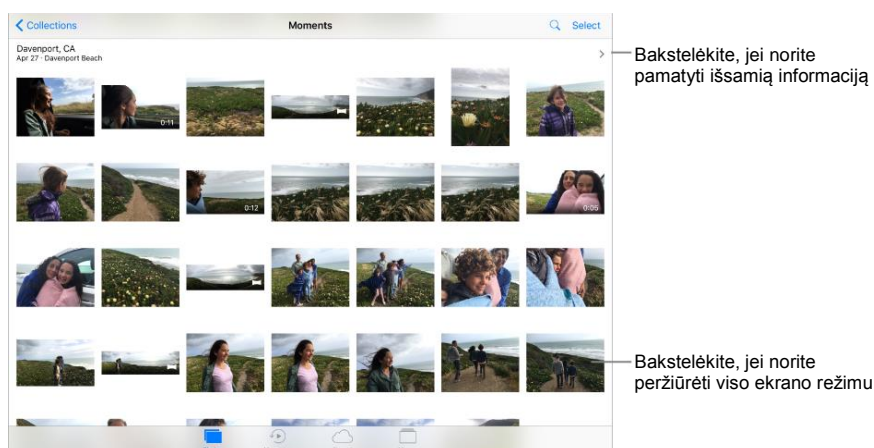 Collections
Moments
Select
Davenport, CA
Apr 27 · Davenport Beach
Bakstelėkite, jei norite
pamatyti išsamią informaciją
0:11
0:12
0:05
Bakstelėkite, jei norite
peržiūrėti viso ekrano režimu